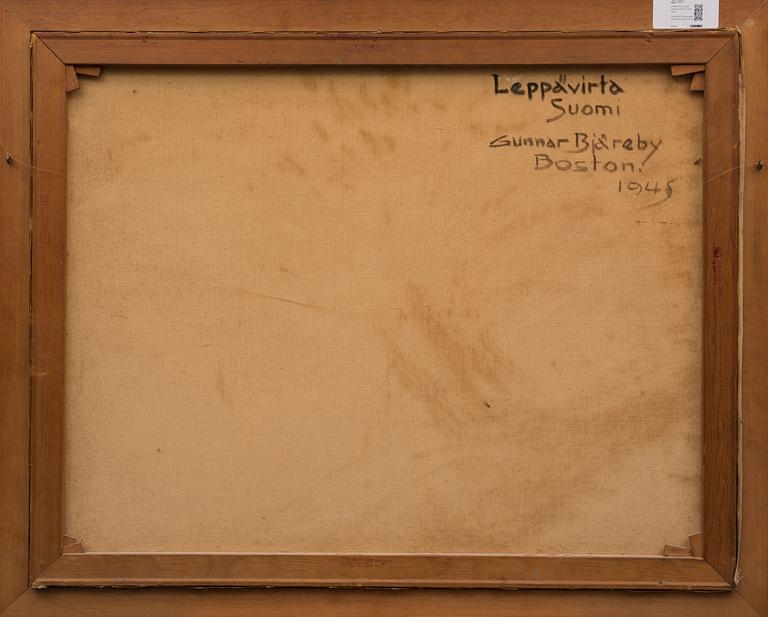 Leppävirta
Suomi
Gunnar Bjäreby
Boston.
1945